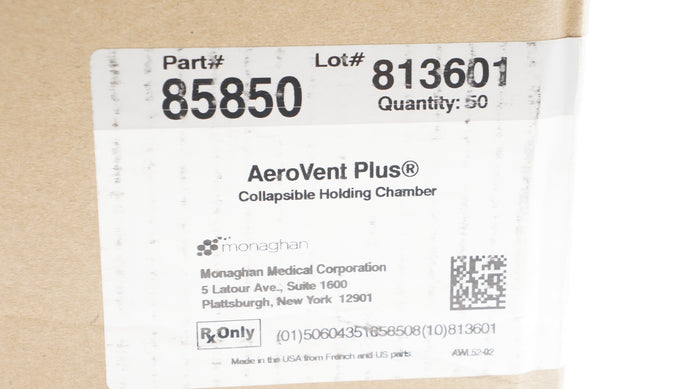 Part# Lot#
85850 813601
Quantity: 50
AeroVent Plus®
Collapsible Holding Chamber
monaghan
Monaghan Medical Corporation
5 Latour Ave., Suite 1600
Plattsburgh, New York 12901
Rx Only (01)50604351658508(10)813601
Made in the USA from French and US parts. AWL52-02